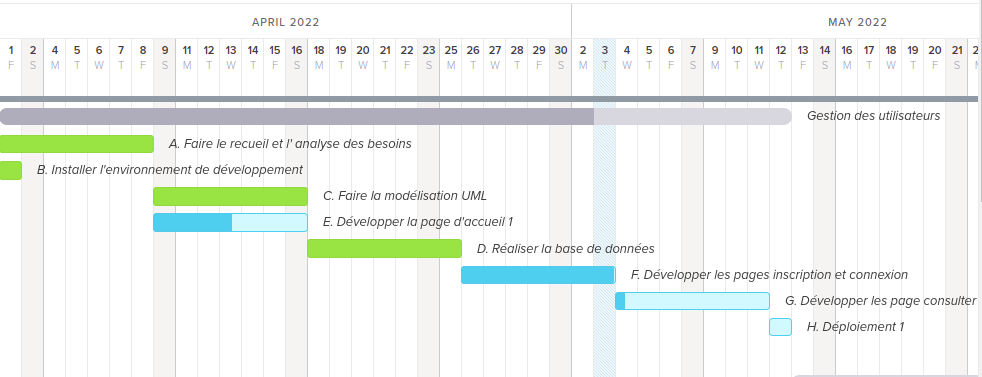 APRIL 2022 MAY 2022
1 2 4 5 6 7 8 9 11 12 13 14 15 16 18 19 20 21 22 23 25 26 27 28 29 30 2 3 4 5 6 7 9 10 11 12 13 14 16 17 18 19 20 21
F S M T W T F S M T W T F S M T W T F S M T W T F S M T W T F S M T W T F S M T W T F S
Gestion des utilisateurs
A. Faire le recueil et l' analyse des besoins
B. Installer l'environnement de développement
C. Faire la modélisation UML
E. Développer la page d'accueil 1
D. Réaliser la base de données
F. Développer les pages inscription et connexion
G. Développer les page consulter
H. Déploiement 1